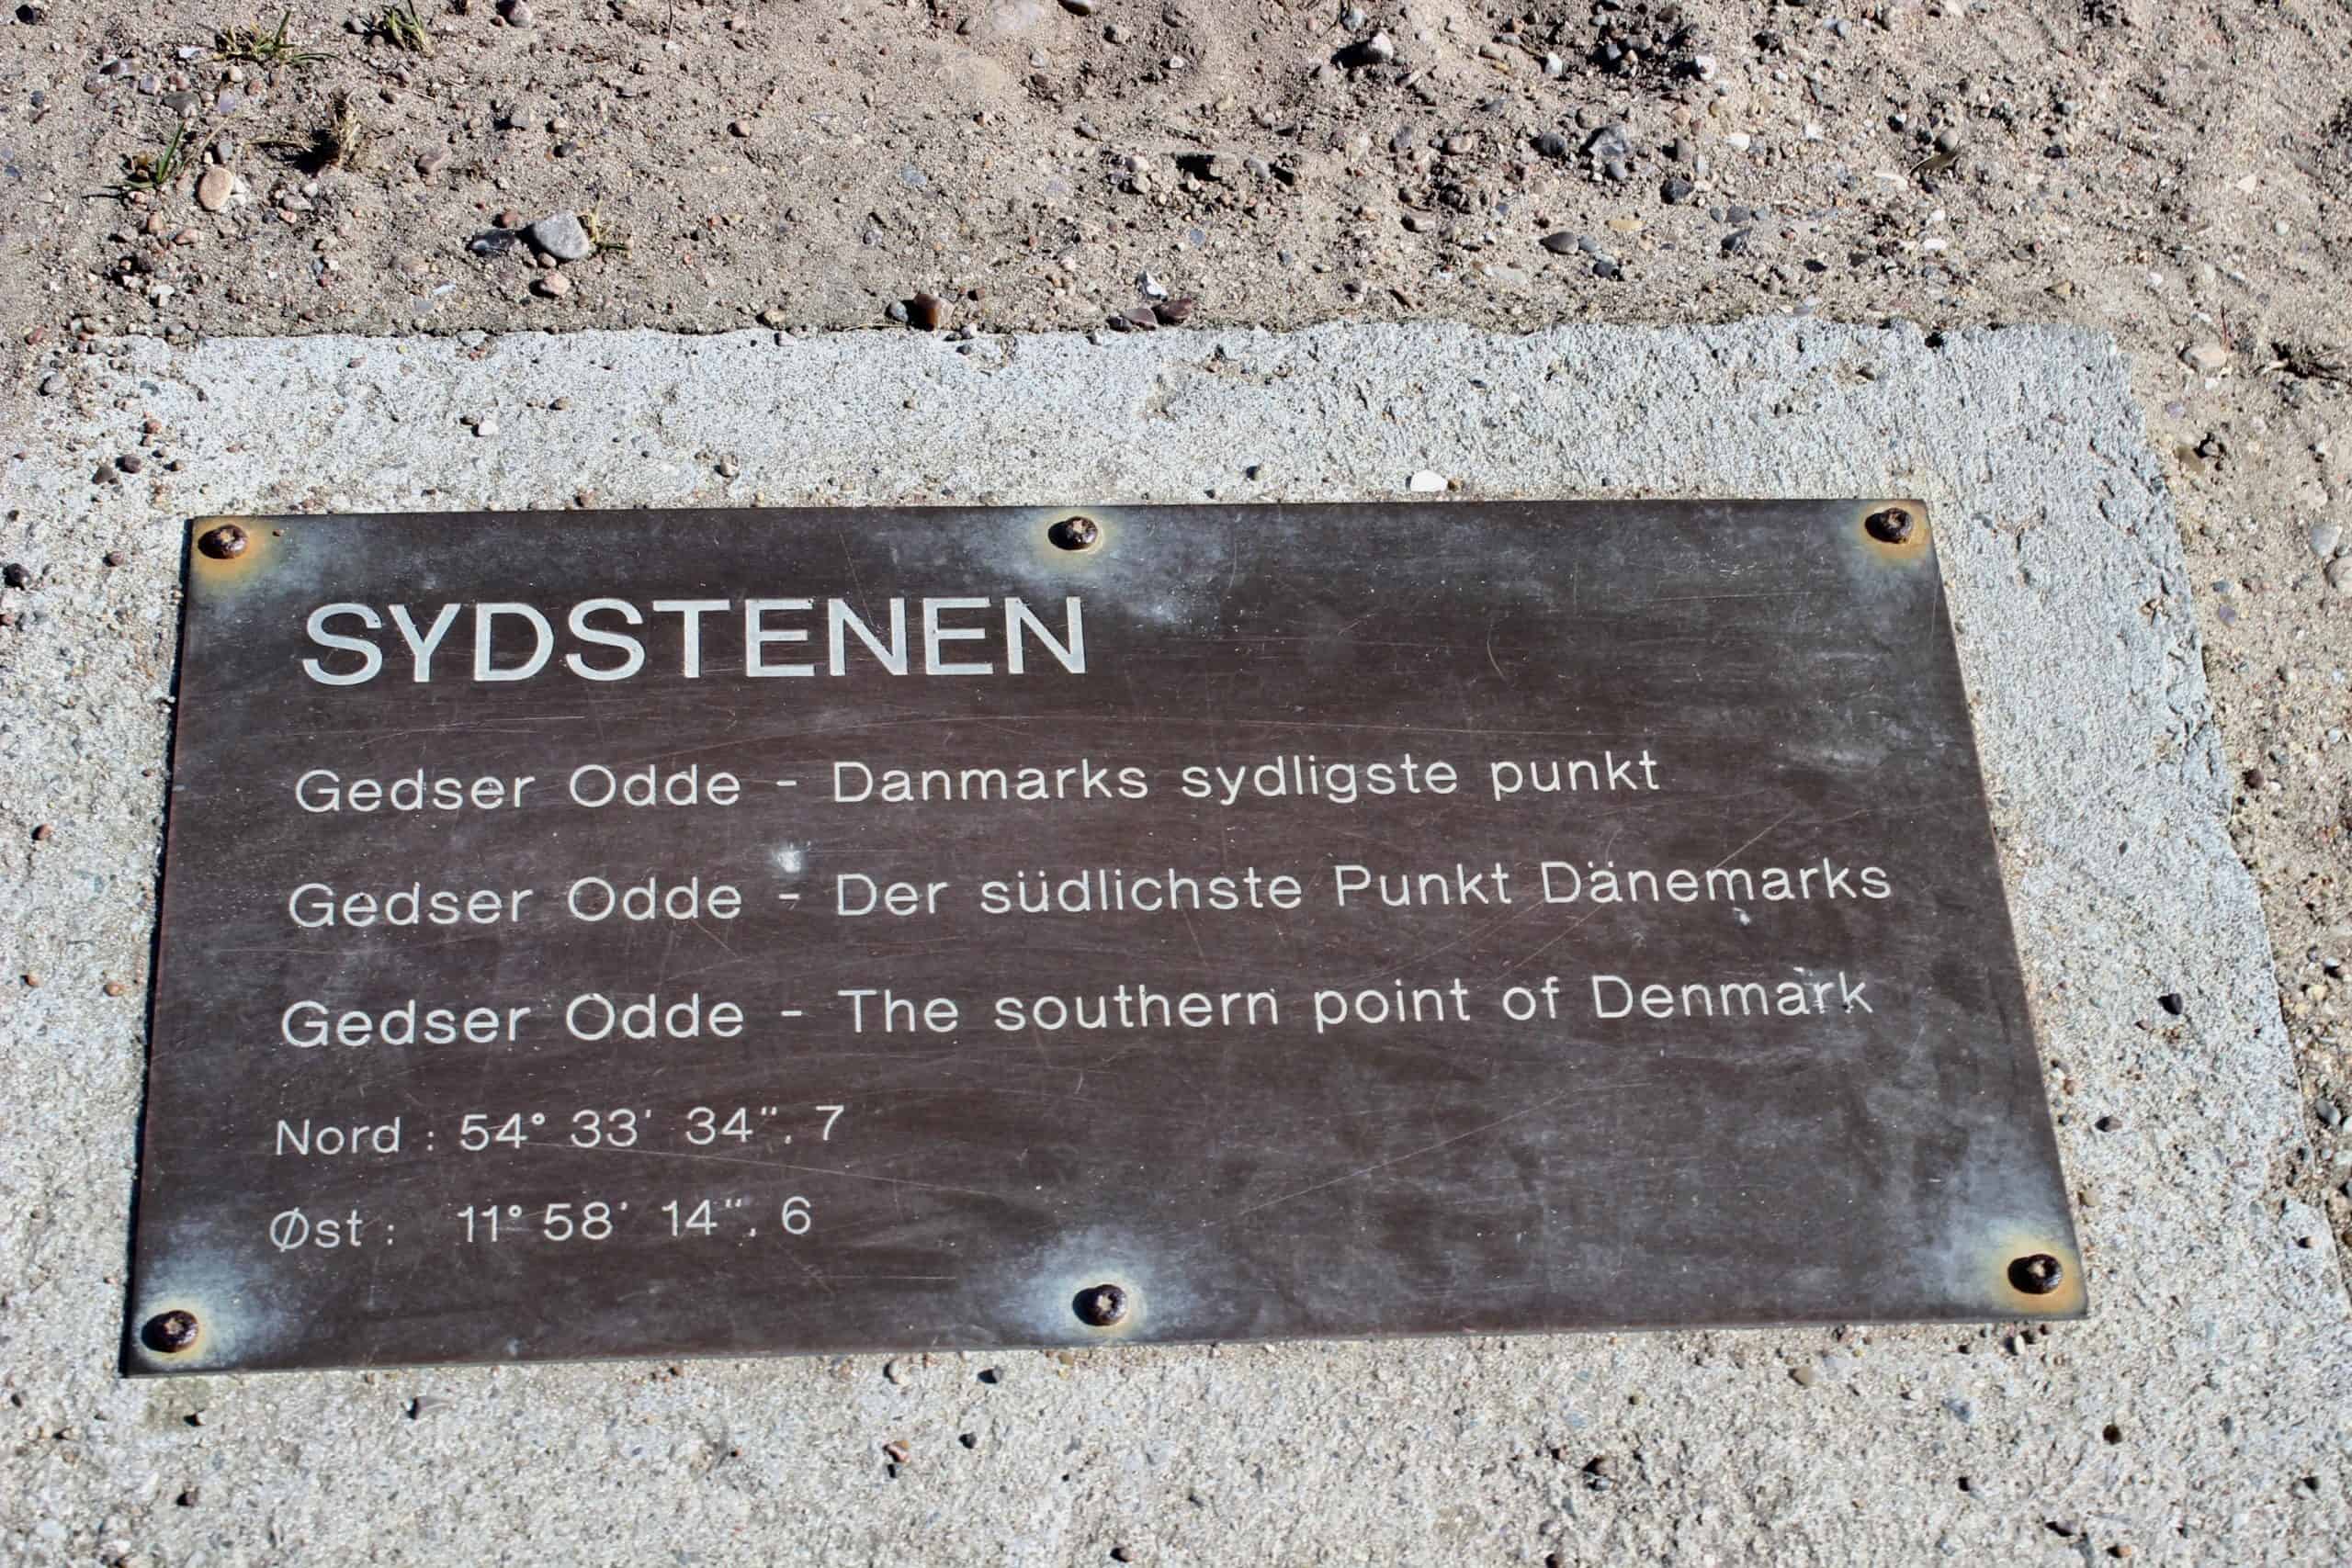 SYDSTENEN
Gedser Odde - Danmarks sydligste punkt
Gedser Odde - Der südlichste Punkt Dänemarks
Gedser Odde - The southern point of Denmark
Nord : 54° 33' 34". 7
Øst : 11° 58' 14". 6